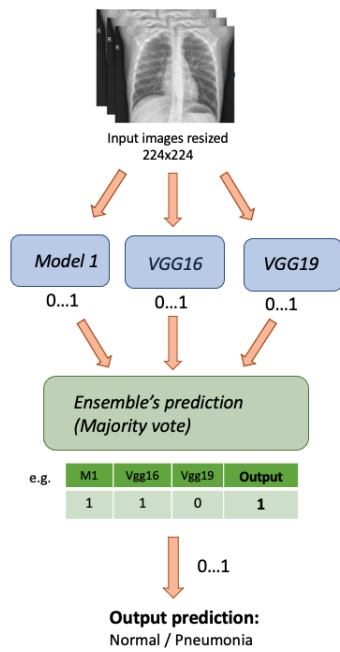 R
Input images resized
224x224
Model 1
VGG16
VGG19
0...1
0...1
0...1
Ensemble's prediction
(Majority vote)
e.g.
M1 Vgg16 Vgg19 Output
1 1 0 1
0...1
Output prediction:
Normal / Pneumonia